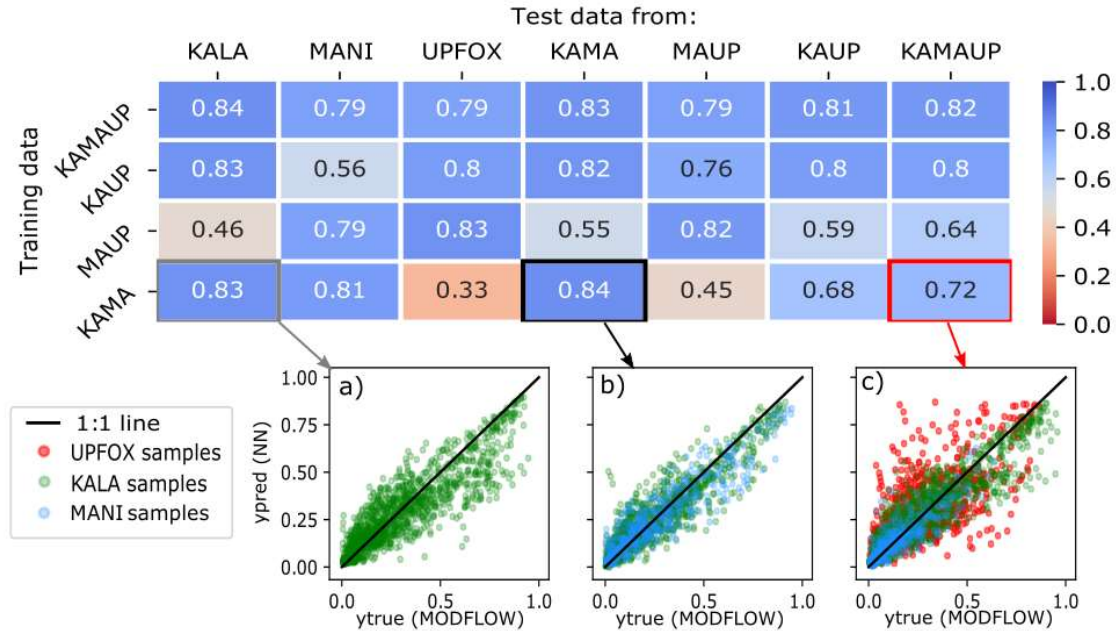 Test data from:
KALA MANI UPFOX KAMA MAUP KAUP KAMAUP
Training data
KAMAUP 0.84 0.79 0.79 0.83 0.79 0.81 0.82
KAUP 0.83 0.56 0.8 0.82 0.76 0.8 0.8
MAUP 0.46 0.79 0.83 0.55 0.82 0.59 0.64
KAMA 0.83 0.81 0.33 0.84 0.45 0.68 0.72
1.0
0.8
0.6
0.4
0.2
0.0
1:1 line
UPFOX samples
KALA samples
MANI samples
a)
ypred (NN)
1.00
0.75
0.50
0.25
0.00
0.0 0.5 1.0
ytrue (MODFLOW)
b)
0.0 0.5 1.0
ytrue (MODFLOW)
c)
0.0 0.5 1.0
ytrue (MODFLOW)